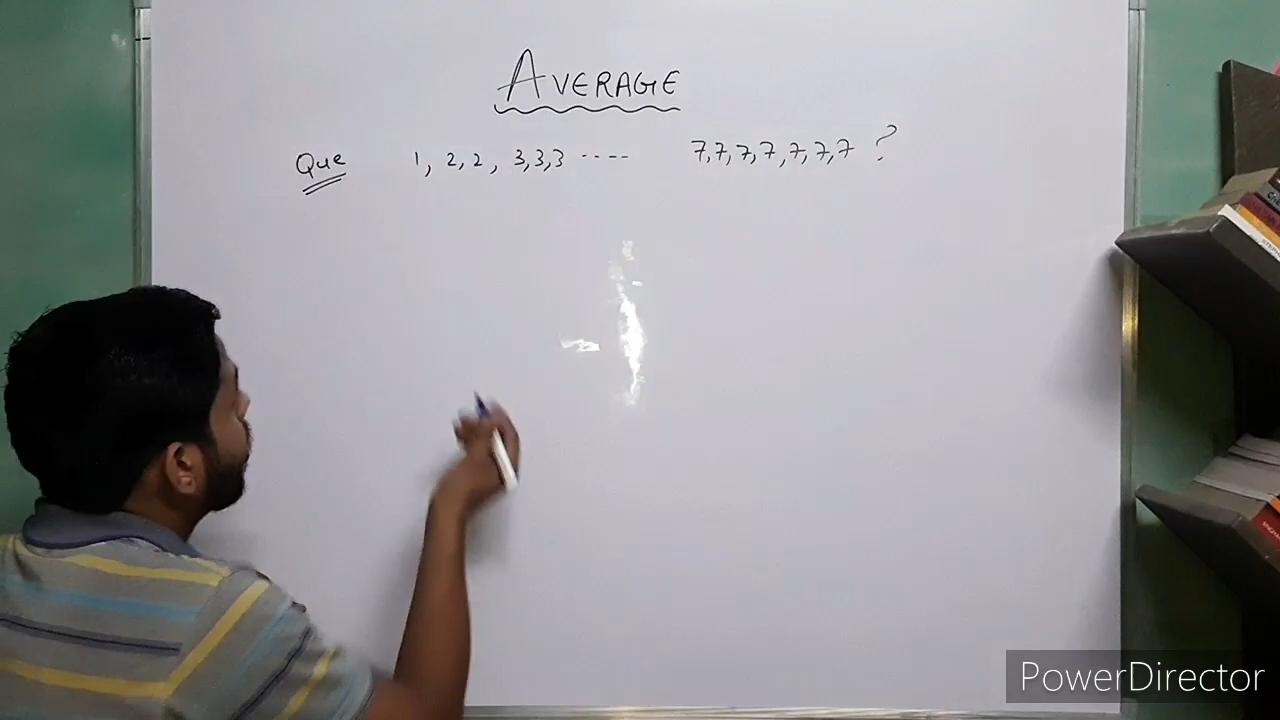 AVERAGE
Que 1, 2, 2, 3, 3, 3 ---- 7, 7, 7, 7, 7, 7, 7 ?
PowerDirector